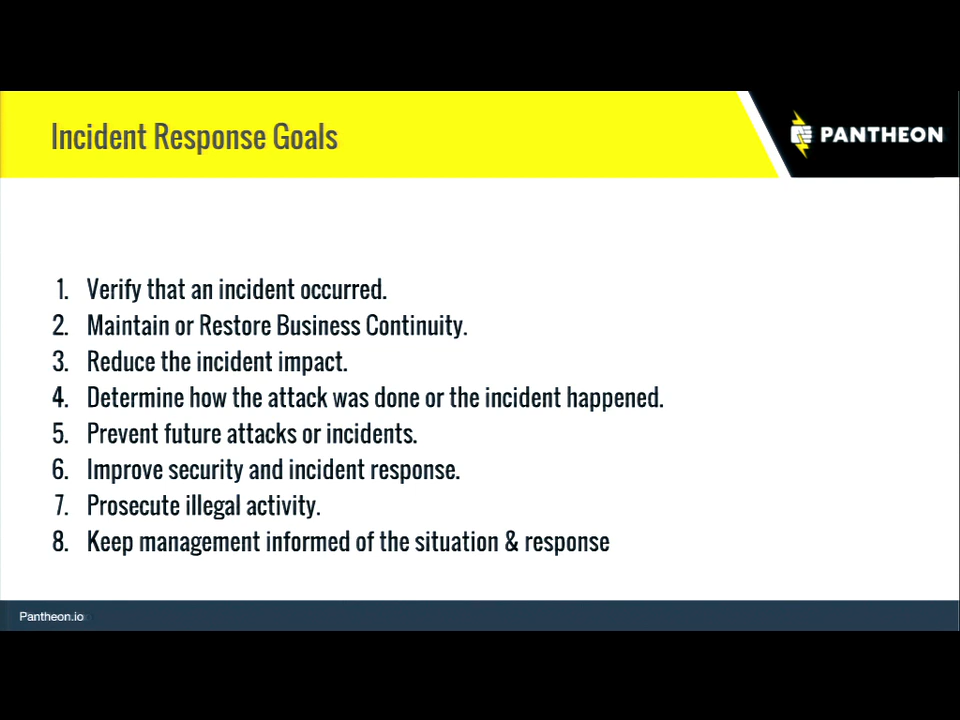 Incident Response Goals
PANTHEON
1. Verify that an incident occurred.
2. Maintain or Restore Business Continuity.
3. Reduce the incident impact.
4. Determine how the attack was done or the incident happened.
5. Prevent future attacks or incidents.
6. Improve security and incident response.
7. Prosecute illegal activity.
8. Keep management informed of the situation & response
Pantheon.io